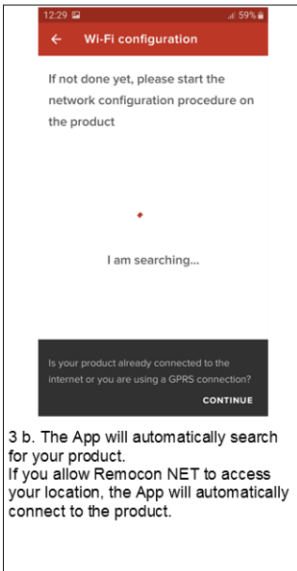 12:29 59%
← Wi-Fi configuration
If not done yet, please start the
network configuration procedure on
the product
I am searching...
Is your product already connected to the
internet or you are using a GPRS connection?
CONTINUE
3 b. The App will automatically search
for your product.
If you allow Remocon NET to access
your location, the App will automatically
connect to the product.